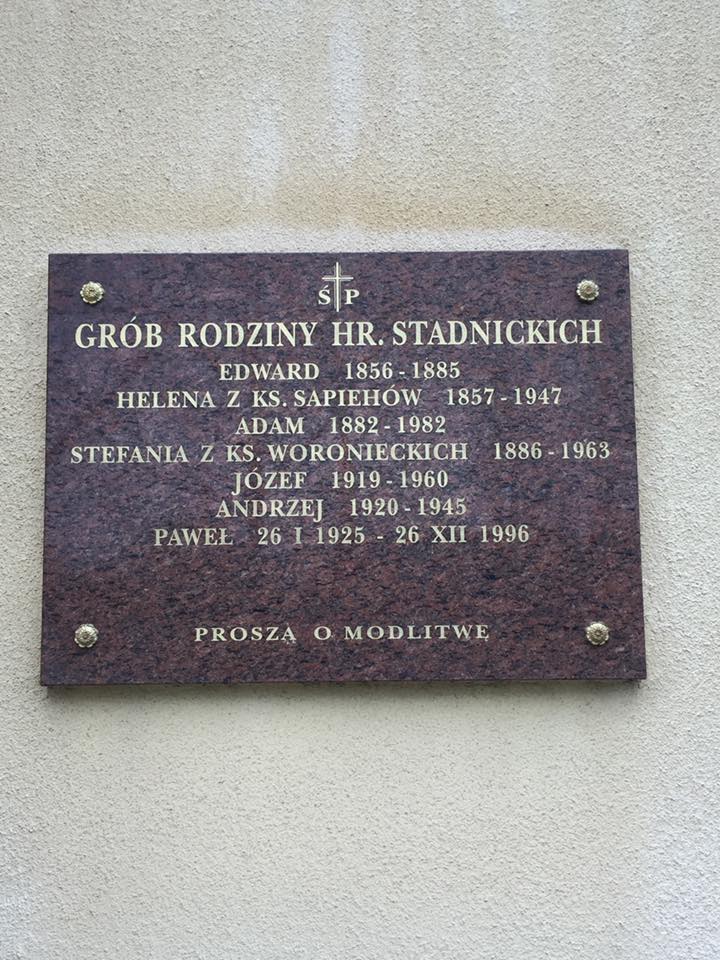 Ś P
GRÓB RODZINY HR. STADNICKICH
EDWARD 1856 - 1885
HELENA Z KS. SAPIEHÓW 1857 - 1947
ADAM 1882 - 1982
STEFANIA Z KS. WORONIECKICH 1886 - 1963
JÓZEF 1919 - 1960
ANDRZEJ 1920 - 1945
PAWEŁ 26 I 1925 - 26 XII 1996
PROSZĄ O MODLITWĘ